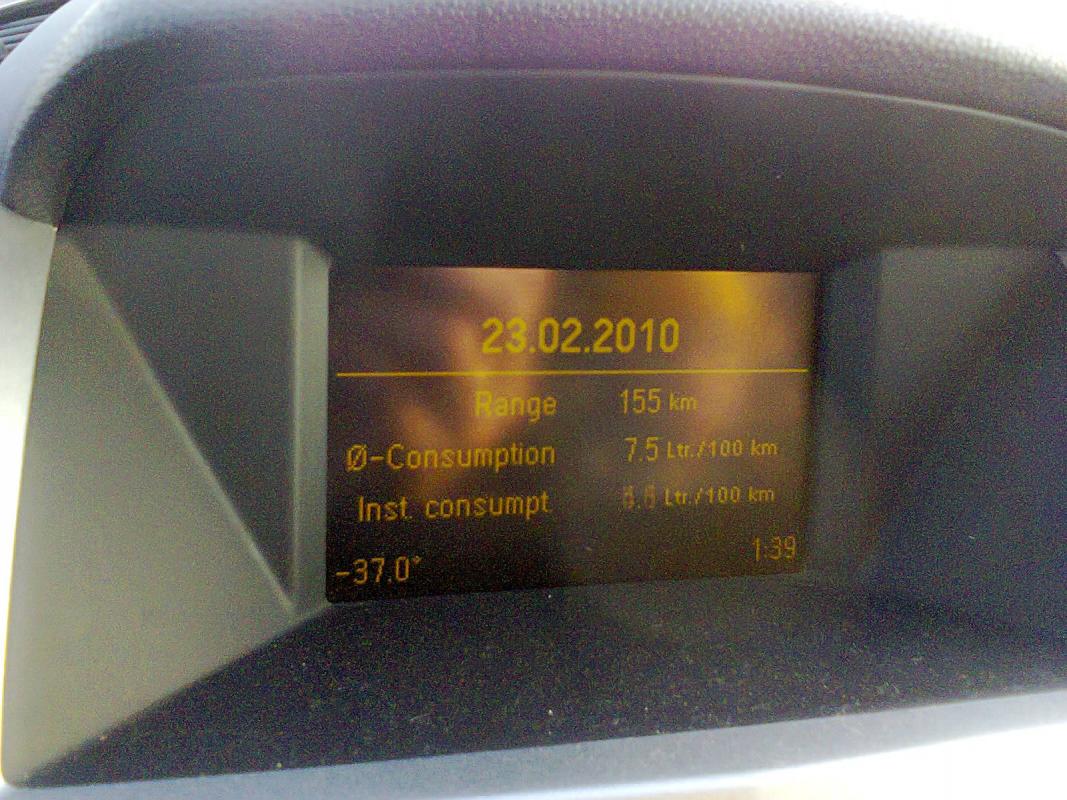 23.02.2010
Range 155 km
Ø-Consumption 7.5 Ltr./100 km
Inst. consumpt. Ltr./100 km
-37.0° 1:39